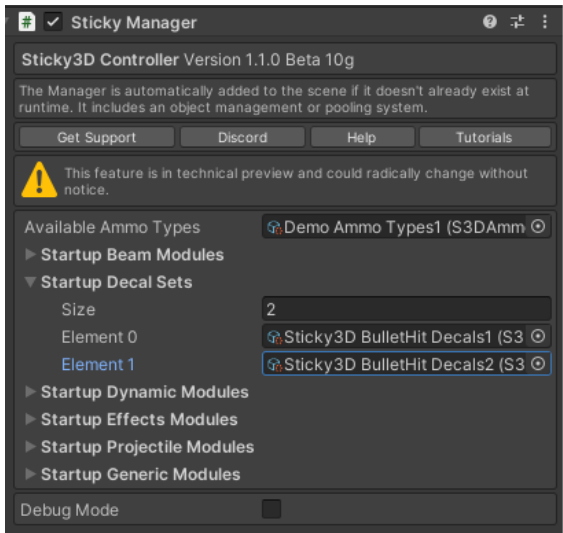 Sticky Manager
Sticky3D Controller Version 1.1.0 Beta 10g
The Manager is automatically added to the scene if it doesn't already exist at
runtime. It includes an object management or pooling system.
Get Support Discord Help Tutorials
This feature is in technical preview and could radically change without
notice.
Available Ammo Types Demo Ammo Types1 (S3DAmm
Startup Beam Modules
Startup Decal Sets
Size 2
Element 0 Sticky3D BulletHit Decals1 (S3
Element 1 Sticky3D BulletHit Decals2 (S3
Startup Dynamic Modules
Startup Effects Modules
Startup Projectile Modules
Startup Generic Modules
Debug Mode